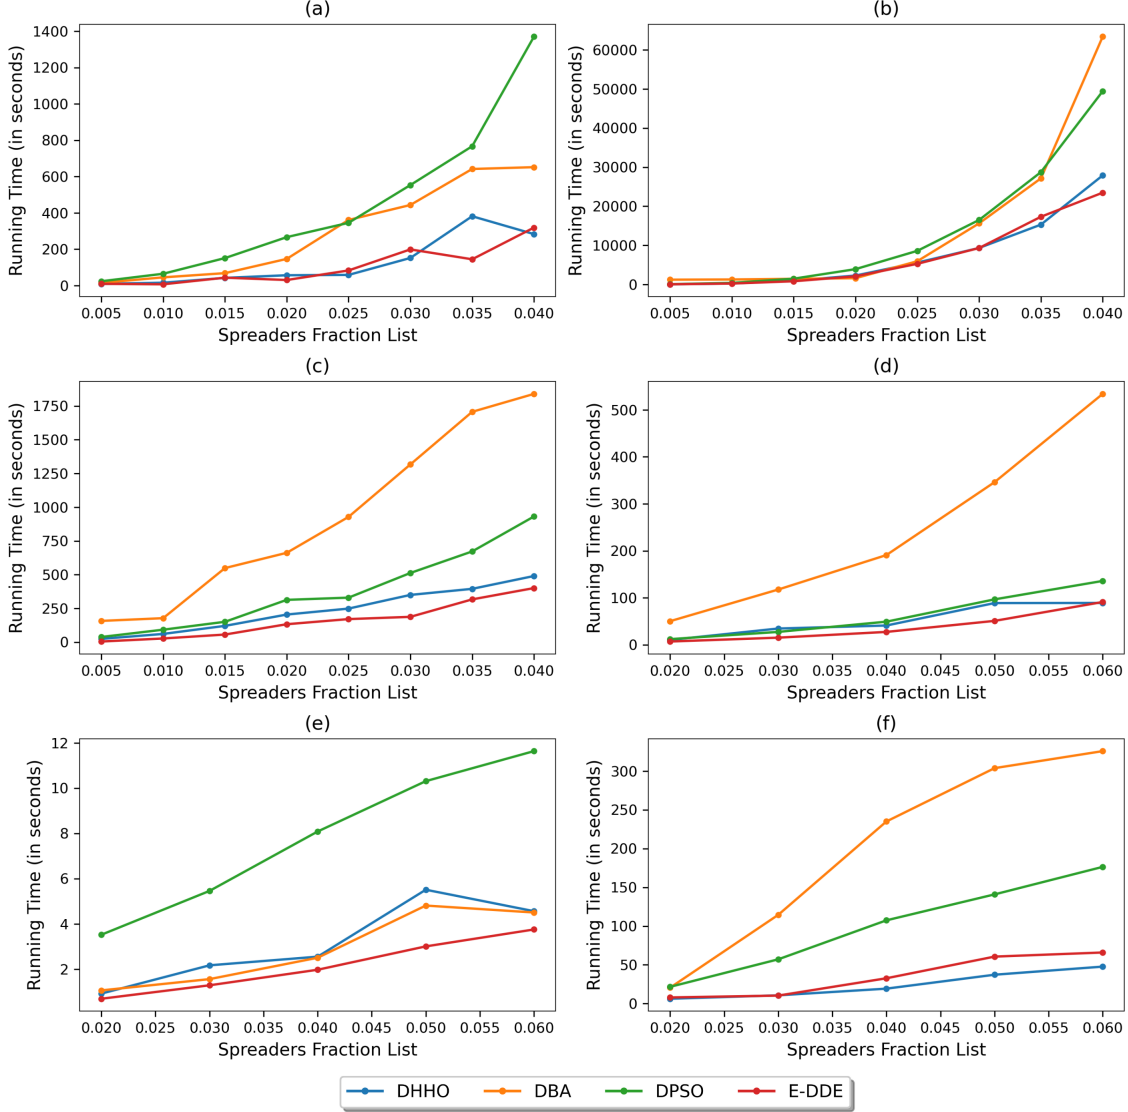 (a)
1400
1200
1000
800
600
400
200
0
Running Time (in seconds)
0.005 0.010 0.015 0.020 0.025 0.030 0.035 0.040
Spreaders Fraction List
(b)
60000
50000
40000
30000
20000
10000
0
Running Time (in seconds)
0.005 0.010 0.015 0.020 0.025 0.030 0.035 0.040
Spreaders Fraction List
(c)
1750
1500
1250
1000
750
500
250
0
Running Time (in seconds)
0.005 0.010 0.015 0.020 0.025 0.030 0.035 0.040
Spreaders Fraction List
(d)
500
400
300
200
100
0
Running Time (in seconds)
0.020 0.025 0.030 0.035 0.040 0.045 0.050 0.055 0.060
Spreaders Fraction List
(e)
12
10
8
6
4
2
Running Time (in seconds)
0.020 0.025 0.030 0.035 0.040 0.045 0.050 0.055 0.060
Spreaders Fraction List
(f)
300
250
200
150
100
50
0
Running Time (in seconds)
0.020 0.025 0.030 0.035 0.040 0.045 0.050 0.055 0.060
Spreaders Fraction List
DHHO DBA DPSO E-DDE